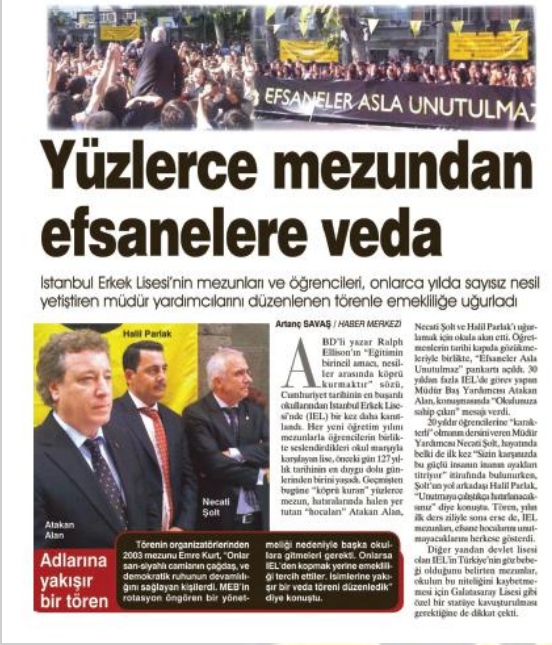 EFSANELER ASLA UNUTULMAZ
Yüzlerce mezundan
efsanelere veda
İstanbul Erkek Lisesi'nin mezunları ve öğrencileri, onlarca yılda sayısız nesil
yetiştiren müdür yardımcılarını düzenlenen törenle emekliliğe uğurladı
Halil Parlak
Necati
Şolt
Atakan
Alan
Adlarına
yakışır
bir tören
Törenin organizatörlerinden
2003 mezunu Emre Kurt, "Onlar
sarı-siyahlı camianın çağdaş, ve
demokratik ruhunun devamlılı-
ğını sağlayan kişilerdi. MEB'in
rotasyon öngören bir yönet-
meliği nedeniyle başka okul-
lara gitmeleri gerekti. Onlarsa
IEL'den kopmak yerine emeklili-
ği tercih ettiler. İsimlerine yakı-
şır bir veda töreni düzenledik"
diye konuştu.
Artanç SAVAŞ / HABER MERKEZİ
ABD'li yazar Ralph
Ellison'ın "Eğitimin
birincil amacı, nesil-
ler arasında köprü
kurmaktır" sözü,
Cumhuriyet tarihinin en başarılı
okullarından İstanbul Erkek Lise-
si'nde (IEL) bir kez daha kanıt-
landı. Her yeni öğretim yılını
mezunlarla öğrencilerin birlik-
te seslendirdikleri okul marşıyla
karşılayan lise, önceki gün 127 yıl-
lık tarihinin en duygu dolu gün-
lerinden birini yaşadı. Geçmişten
bugüne "köprü kuran" yüzlerce
mezun, hatıralarında halen yer
tutan "hocaları" Atakan Alan,
Necati Şolt ve Halil Parlak'ı uğur-
lamak için okula akın etti. Öğret-
menlerin tarihi kapıda gözükme-
leriyle birlikte, "Efsaneler Asla
Unutulmaz" pankartı açıldı. 30
yıldan fazla IEL'de görev yapan
Müdür Baş Yardımcısı Atakan
Alan, konuşmasında "Okulunuza
sahip çıkın" mesajı verdi.
20 yıldır öğrencilerine "karak-
terli" olmanın dersini veren Müdür
Yardımcısı Necati Şolt, hayatında
belki de ilk kez "Sizin karşınızda
bu güçlü insanın inanın ayakları
titriyor" itirafında bulunurken,
Şolt'un yol arkadaşı Halil Parlak,
"Unutmaya çalıştıkça hatırlanacak-
sınız" diye konuştu. Tören, yılın
ilk ders ziliyle sona erse de, IEL
mezunları, efsane hocalarını unut-
mayacaklarını herkese gösterdi.
Diğer yandan devlet lisesi
olan IEL'in Türkiye'nin göz bebe-
ği olduğunu belirten mezunlar,
okulun bu niteliğini kaybetme-
mesi için Galatasaray Lisesi gibi
özel bir statüye kavuşturulması
gerektiğine de dikkat çekti.